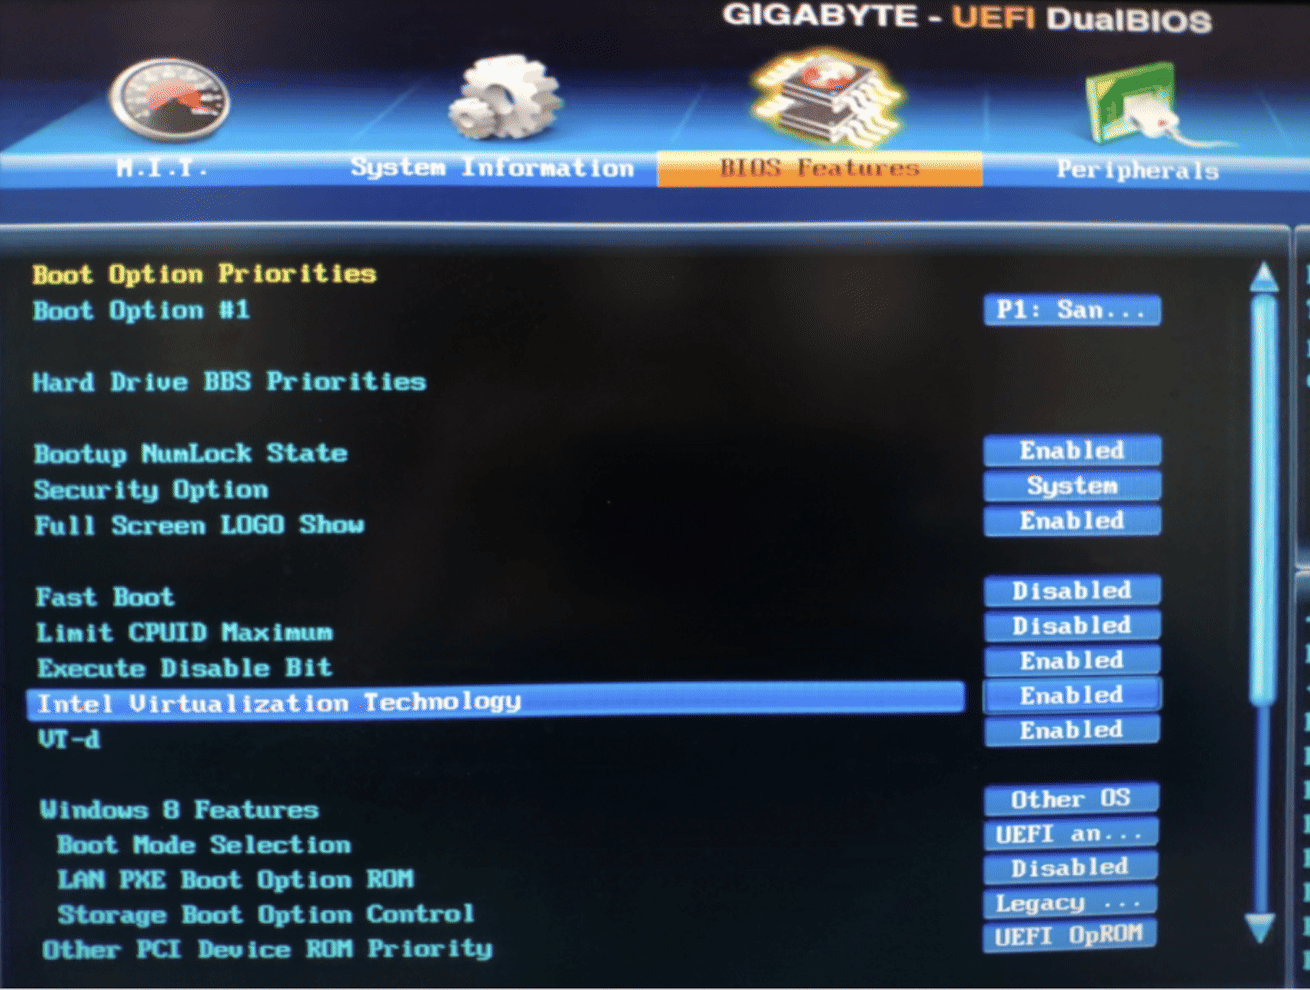 GIGABYTE - UEFI DualBIOS
M.I.T. System Information BIOS Features Peripherals
Boot Option Priorities
Boot Option #1 P1: San...
Hard Drive BBS Priorities
Bootup NumLock State Enabled
Security Option System
Full Screen LOGO Show Enabled
Fast Boot Disabled
Limit CPUID Maximum Disabled
Execute Disable Bit Enabled
Intel Virtualization Technology Enabled
VT-d Enabled
Windows 8 Features Other OS
Boot Mode Selection UEFI an...
LAN PXE Boot Option ROM Disabled
Storage Boot Option Control Legacy ...
Other PCI Device ROM Priority UEFI OpROM